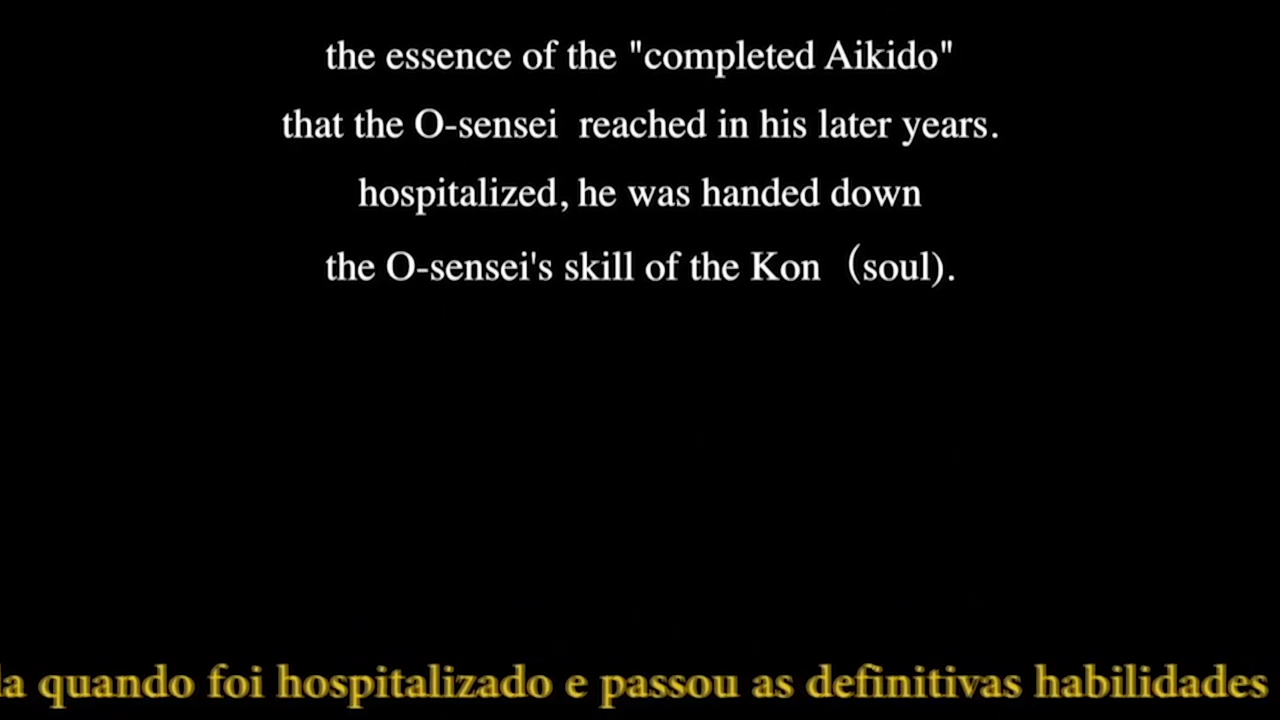 the essence of the "completed Aikido"
that the O-sensei reached in his later years.
hospitalized, he was handed down
the O-sensei's skill of the Kon (soul).
quando foi hospitalizado e passou as definitivas habilidades